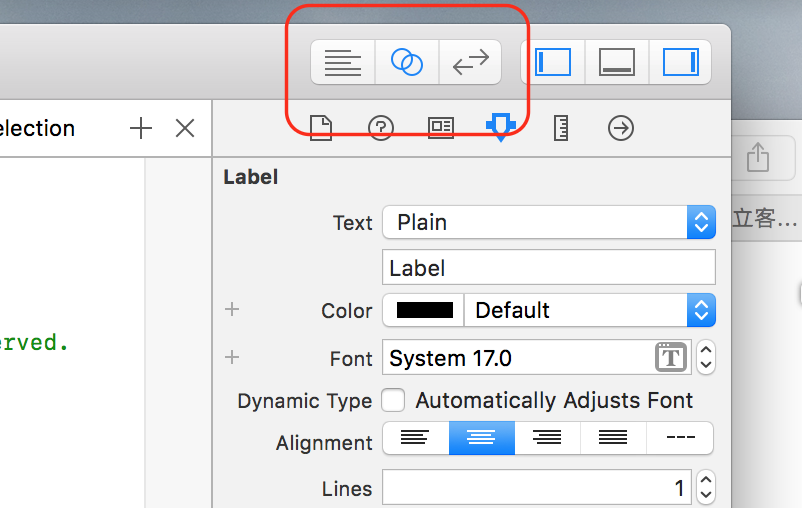 election
Label
Text Plain
Label
立客...
Color Default
erved.
Font System 17.0 T
Dynamic Type Automatically Adjusts Font
Alignment
Lines 1